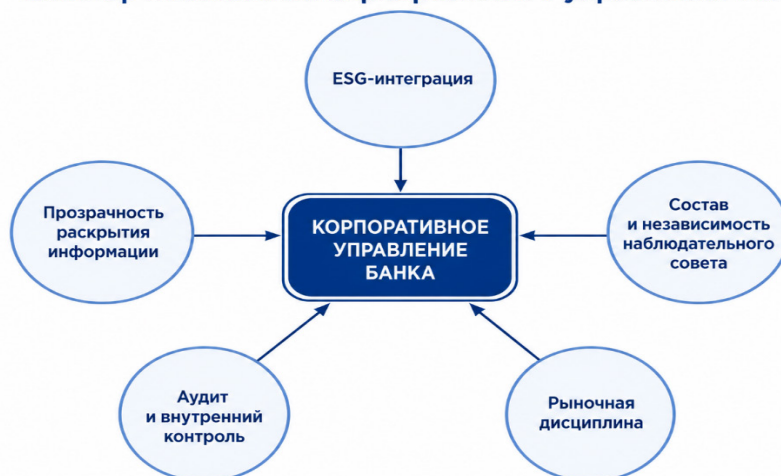 ESG-интеграция
Прозрачность
раскрытия
информации
КОРПОРАТИВНОЕ
УПРАВЛЕНИЕ
БАНКА
Состав
и независимость
наблюдательного
совета
Аудит
и внутренний
контроль
Рыночная
дисциплина